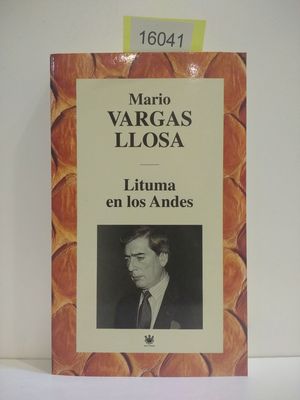 16041
Mario
VARGAS
LLOSA
Lituma
en los Andes